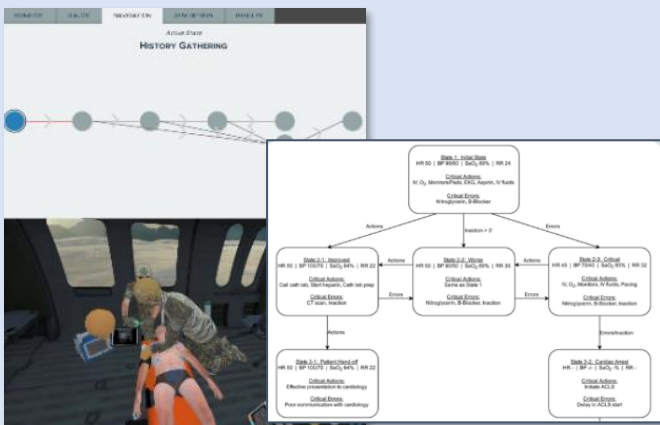 NAVIGATION
Active State
HISTORY GATHERING
State 1: Initial State
HR 50 | BP 90/60 | SaO2 89% | RR 24
Critical Actions:
IV, O2, Monitors/Pads, EKG, Aspirin, IV fluids
Critical Errors:
Nitroglycerin, B-Blocker
Actions
Inaction > 3'
Errors
State 2-1: Improved
HR 50 | BP 100/70 | SaO2 94% | RR 22
Critical Actions:
Call cath lab, Start heparin, Cath lab prep
Critical Errors:
CT scan, Inaction
Actions
Errors
State 2-2: Worse
HR 50 | BP 80/50 | SaO2 85% | RR 30
Critical Actions:
Same as State 1
Critical Errors:
Nitroglycerin, B-Blocker, Inaction
Actions
Errors
State 2-3: Critical
HR 45 | BP 70/40 | SaO2 80% | RR 32
Critical Actions:
IV, O2, Monitors, IV fluids, Pacing
Critical Errors:
Nitroglycerin, B-Blocker, Inaction
Actions
Errors/Inaction
State 3-1: Patient Hand-off
HR 50 | BP 100/70 | SaO2 94% | RR 22
Critical Actions:
Effective presentation to cardiology
Critical Errors:
Poor communication with cardiology
State 3-2: Cardiac Arrest
HR - | BP -/- | SaO2 -% | RR -
Critical Actions:
Initiate ACLS
Critical Errors:
Delay in ACLS start